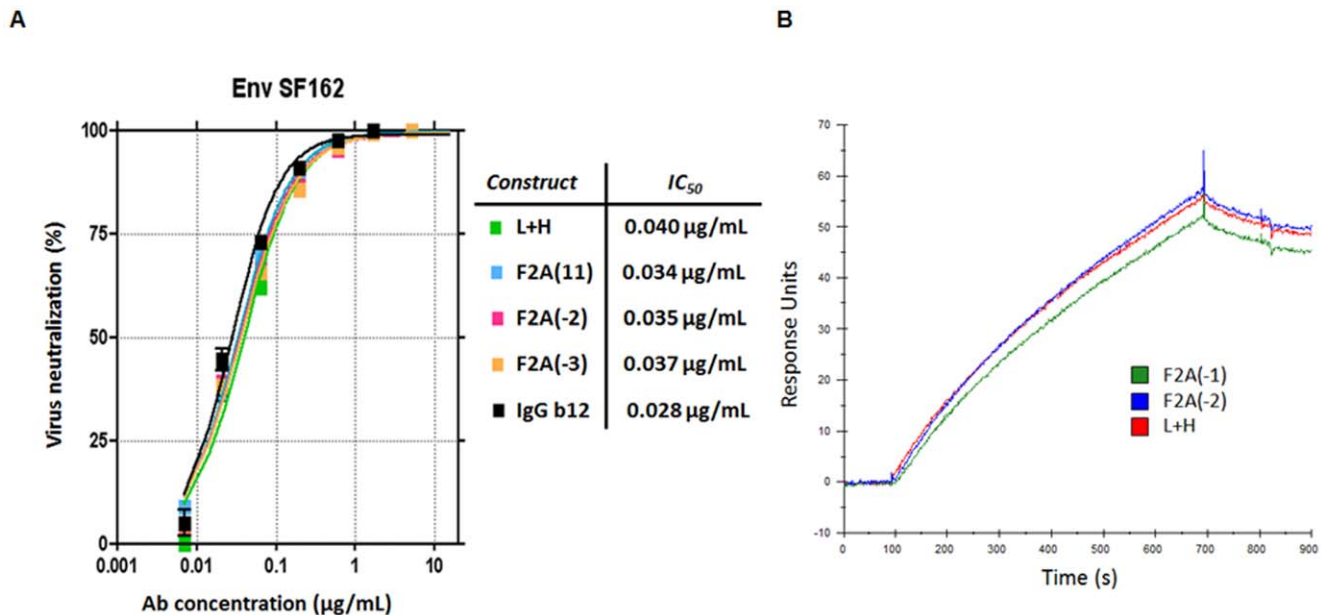 A
Env SF162
Virus neutralization (%)
100
75
50
25
0
0.001
0.01
0.1
1
10
Ab concentration (µg/mL)
Construct IC50
L+H 0.040 µg/mL
F2A(11) 0.034 µg/mL
F2A(-2) 0.035 µg/mL
F2A(-3) 0.037 µg/mL
IgG b12 0.028 µg/mL
B
Response Units
70
60
50
40
30
20
10
0
-10
0
100
200
300
400
500
600
700
800
900
Time (s)
F2A(-1)
F2A(-2)
L+H